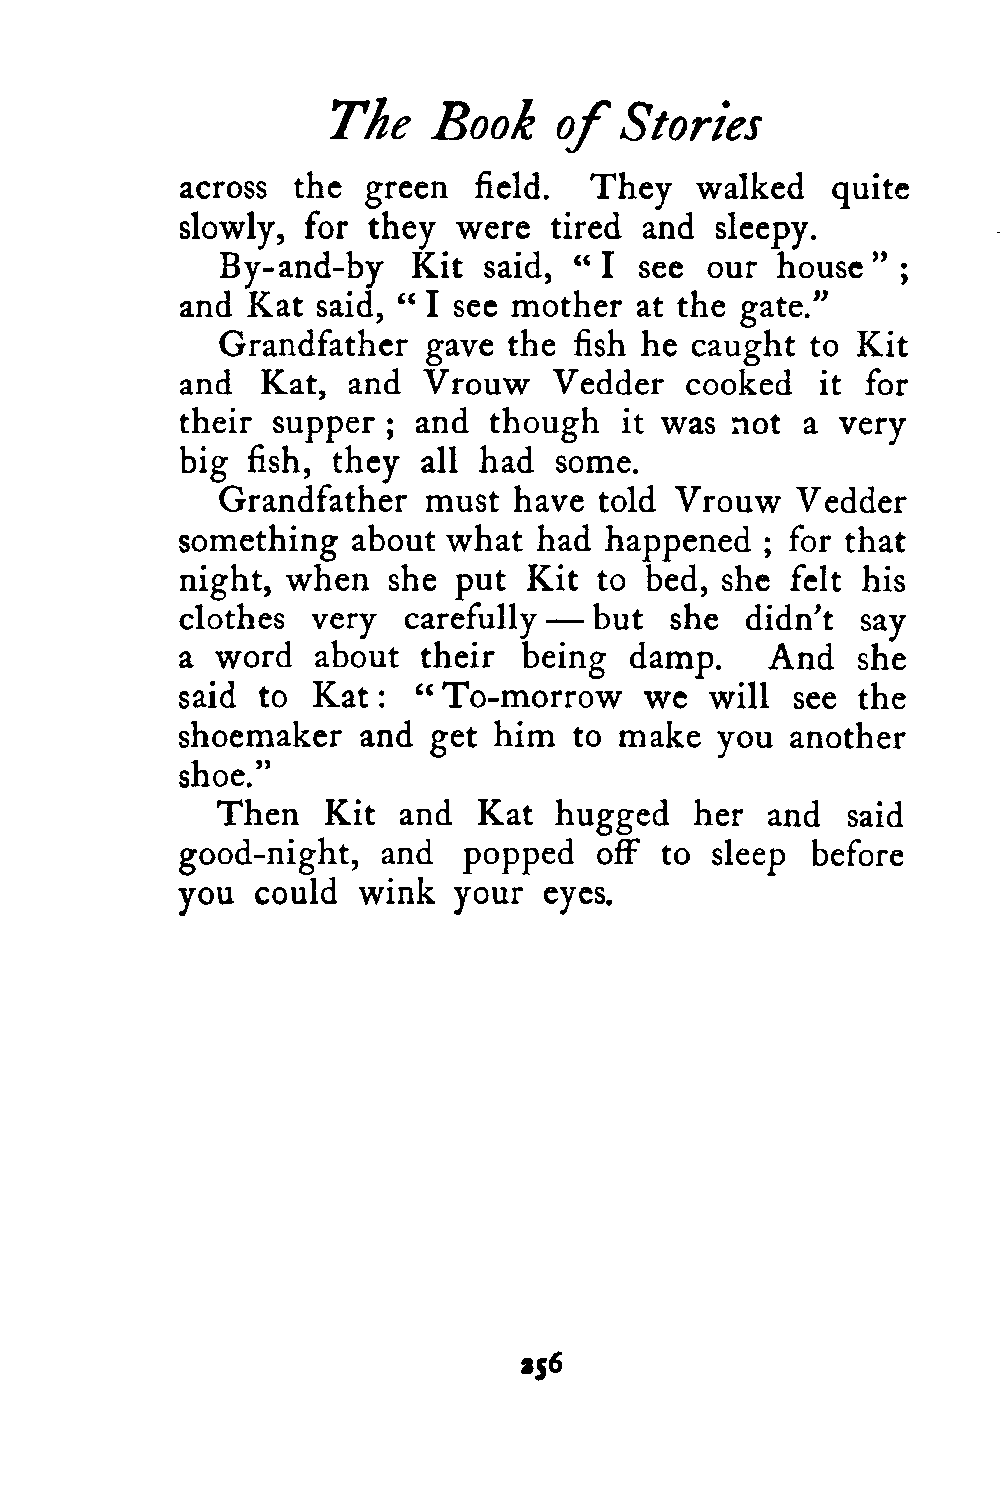 The Book of Stories
across the green field. They walked quite
slowly, for they were tired and sleepy.
By-and-by Kit said, “ I see our house ” ;
and Kat said, “ I see mother at the gate.”
Grandfather gave the fish he caught to Kit
and Kat, and Vrouw Vedder cooked it for
their supper ; and though it was not a very
big fish, they all had some.
Grandfather must have told Vrouw Vedder
something about what had happened ; for that
night, when she put Kit to bed, she felt his
clothes very carefully — but she didn't say
a word about their being damp. And she
said to Kat : “ To-morrow we will see the
shoemaker and get him to make you another
shoe.”
Then Kit and Kat hugged her and said
good-night, and popped off to sleep before
you could wink your eyes.
256